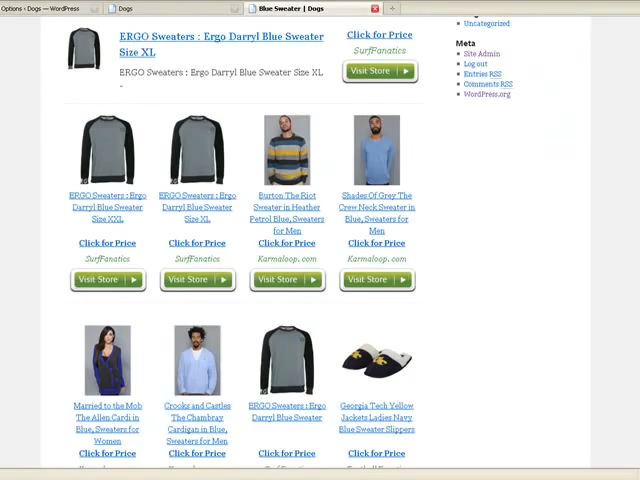 Options ‹ Dogs — WordPress
Dogs
Blue Sweater | Dogs
ERGO Sweaters : Ergo Darryl Blue Sweater
Size XL
ERGO Sweaters : Ergo Darryl Blue Sweater Size XL
-
Click for Price
SurfFanatics
Visit Store
Uncategorized
Meta
Site Admin
Log out
Entries RSS
Comments RSS
WordPress.org
ERGO Sweaters : Ergo
Darryl Blue Sweater
Size XXL
Click for Price
SurfFanatics
Visit Store
ERGO Sweaters : Ergo
Darryl Blue Sweater
Size XL
Click for Price
SurfFanatics
Visit Store
Burton The Riot
Sweater in Heather
Petrol Blue, Sweaters
for Men
Click for Price
Karmaloop.com
Visit Store
Shades Of Grey The
Crew Neck Sweater in
Blue, Sweaters for
Men
Click for Price
Karmaloop.com
Visit Store
Married to the Mob
The Allen Cardi in
Blue, Sweaters for
Women
Click for Price
Crooks and Castles
The Chambray
Cardigan in Blue,
Sweaters for Men
Click for Price
ERGO Sweaters : Ergo
Darryl Blue Sweater
Click for Price
Georgia Tech Yellow
Jackets Ladies Navy
Blue Sweater Slippers
Click for Price